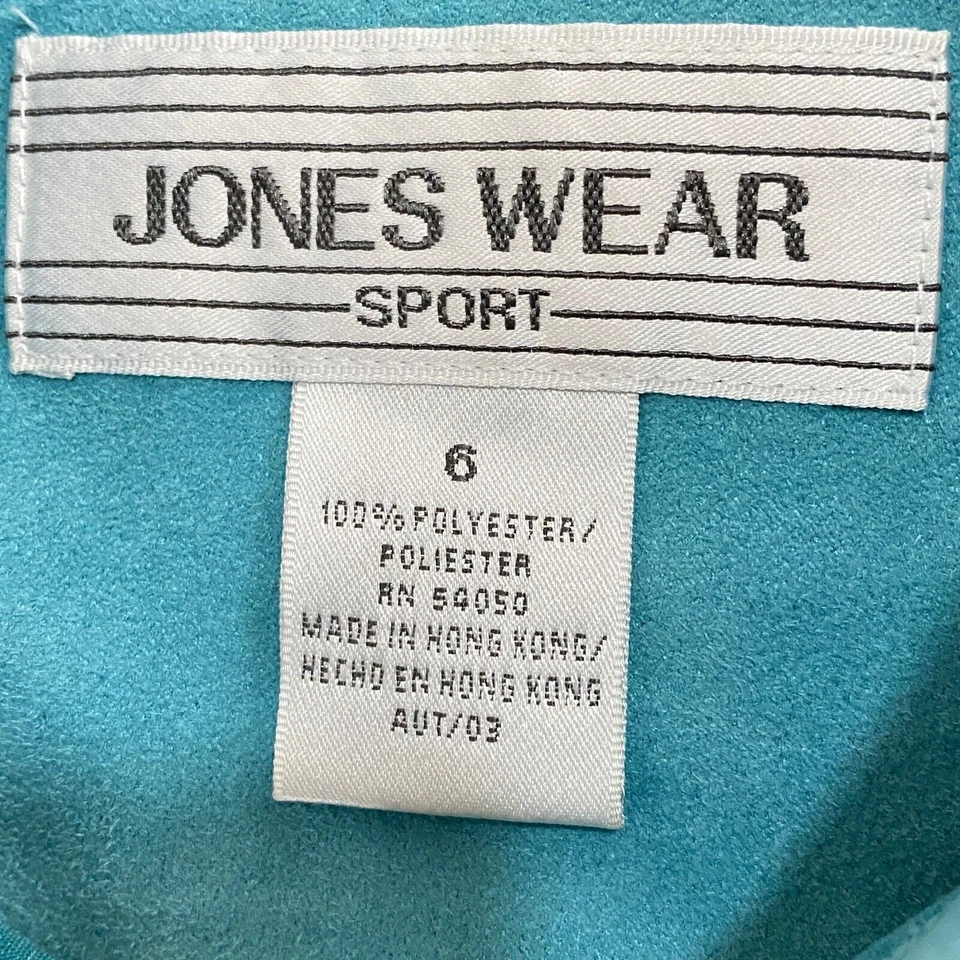 JONES WEAR
SPORT
6
100% POLYESTER/
POLIESTER
RN 54050
MADE IN HONG KONG/
HECHO EN HONG KONG
AUT/03